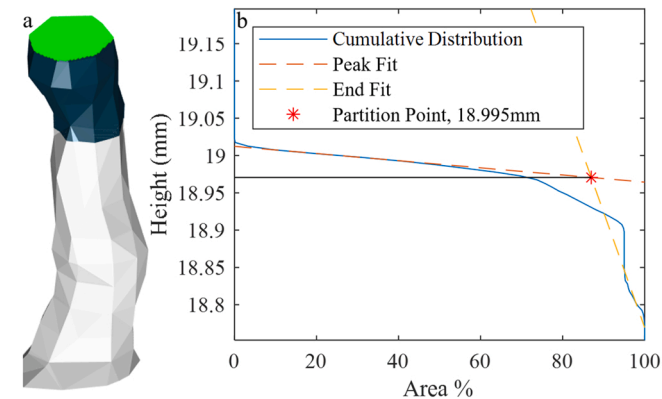 a
b
Cumulative Distribution
Peak Fit
End Fit
Partition Point, 18.995mm
Height (mm)
19.15
19.1
19.05
19
18.95
18.9
18.85
18.8
0 20 40 60 80 100
Area %